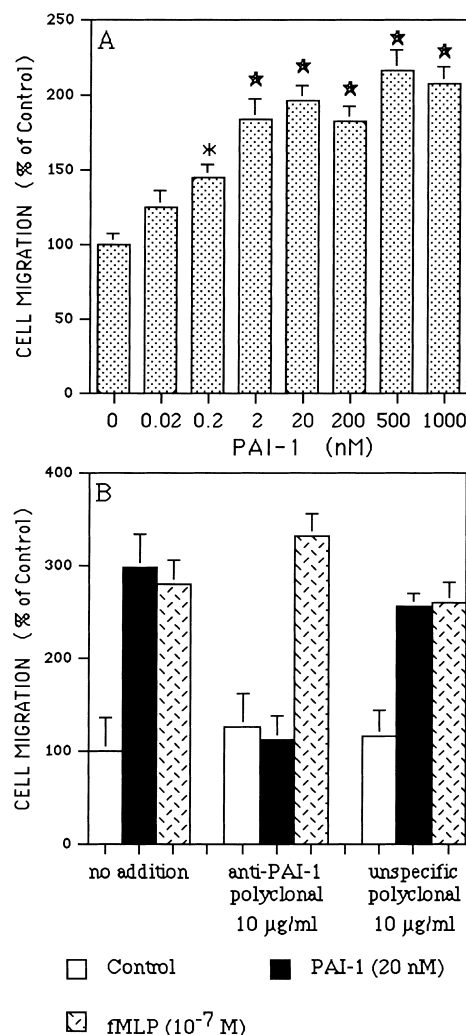 A
CELL MIGRATION (% of Control)
250
200
150
100
50
0
0 0.02 0.2 2 20 200 500 1000
PAI-1 (nM)
B
CELL MIGRATION (% of Control)
400
300
200
100
0
no addition anti-PAI-1 unspecific
polyclonal polyclonal
10 µg/ml 10 µg/ml
Control PAI-1 (20 nM)
fMLP (10⁻⁷ M)